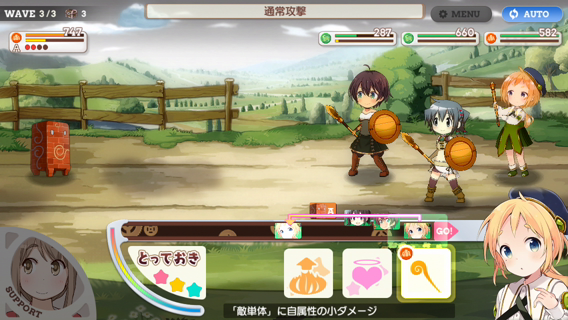 WAVE 3/3 3
通常攻撃
MENU
AUTO
747
A
287
660
582
GO!
とっておき
「敵単体」に自属性の小ダメージ
SUPPORT